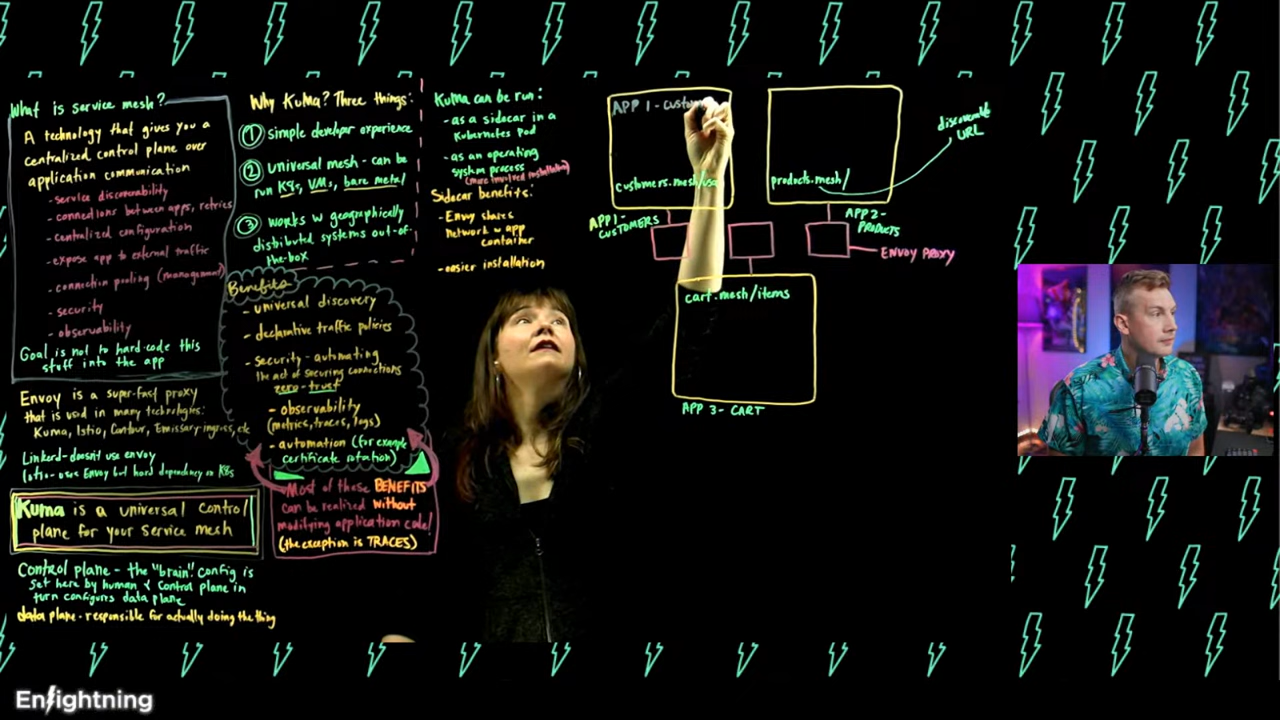 What is service mesh?
A technology that gives you a
centralized control plane over
application communication
- service discoverability
- connections between apps, retries
- centralized configuration
- expose app to external traffic
- connection pooling (management)
- security
- observability
Goal is not to hard-code this
stuff into the app
Envoy is a super-fast proxy
that is used in many technologies:
Kuma, Istio, Contour, Emissary-ingress, etc
Linkerd - doesn't use envoy
Istio - uses Envoy but hard dependency on K8s
Kuma is a universal control
plane for your service mesh
Control plane - the "brain". Config is
set here by human & control plane in
turn configures data plane
data plane - responsible for actually doing the thing
Why Kuma? Three things:
1 simple developer experience
2 universal mesh - can be
run K8s, VMs, bare metal
3 works w geographically
distributed systems out-of-
the-box
Benefits
- universal discovery
- declarative traffic policies
- security - automating
the act of securing connections
zero-trust
- observability
(metrics, traces, logs)
- automation (for example
certificate rotation)
Most of these BENEFITS
can be realized without
modifying application code!
(the exception is TRACES)
Kuma can be run:
- as a sidecar in a
Kubernetes Pod
- as an operating
system process
(more involved installation)
Sidecar benefits:
- Envoy shares
Network w app
container
- easier installation
APP 1 - Custom
customers.mesh/
APP 1 -
CUSTOMERS
products.mesh/
discoverable
URL
APP 2 -
PRODUCTS
ENVOY PROXY
cart.mesh/items
APP 3 - CART
Enlightning